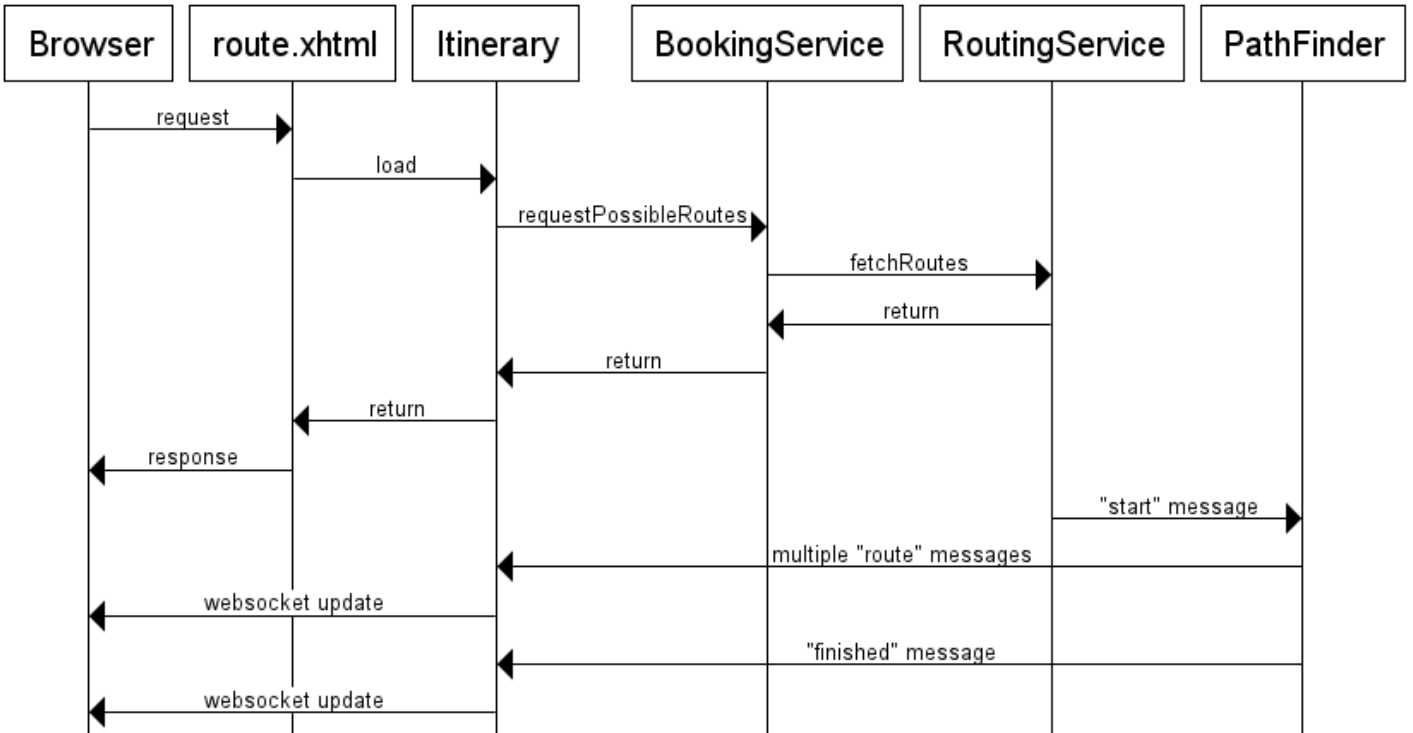 Browser
route.xhtml
Itinerary
BookingService
RoutingService
PathFinder
request
load
requestPossibleRoutes
fetchRoutes
return
return
return
response
"start" message
multiple "route" messages
websocket update
"finished" message
websocket update